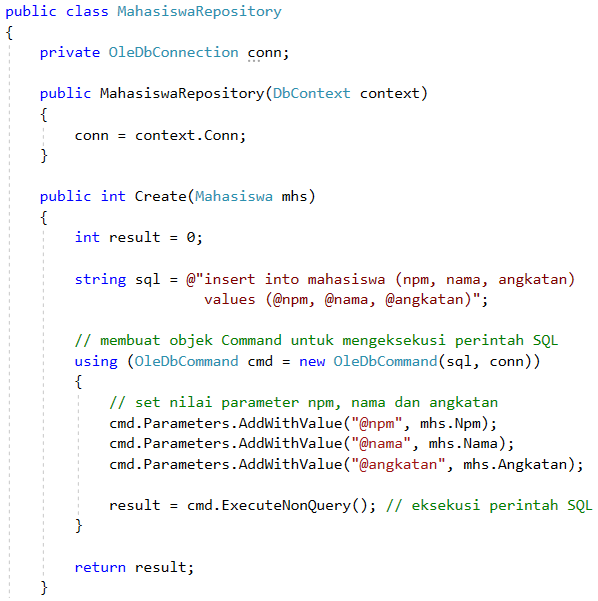 public class MahasiswaRepository
{
    private OleDbConnection conn;

    public MahasiswaRepository(DbContext context)
    {
        conn = context.Conn;
    }

    public int Create(Mahasiswa mhs)
    {
        int result = 0;

        string sql = @"insert into mahasiswa (npm, nama, angkatan)
                       values (@npm, @nama, @angkatan)";

        // membuat objek Command untuk mengeksekusi perintah SQL
        using (OleDbCommand cmd = new OleDbCommand(sql, conn))
        {
            // set nilai parameter npm, nama dan angkatan
            cmd.Parameters.AddWithValue("@npm", mhs.Npm);
            cmd.Parameters.AddWithValue("@nama", mhs.Nama);
            cmd.Parameters.AddWithValue("@angkatan", mhs.Angkatan);

            result = cmd.ExecuteNonQuery(); // eksekusi perintah SQL
        }

        return result;
    }